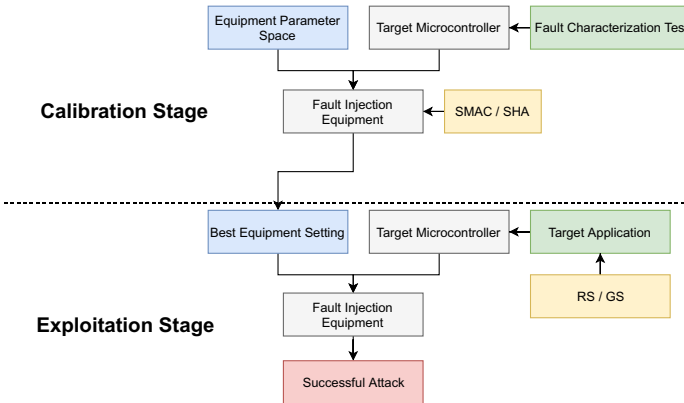 Equipment Parameter
Space
Target Microcontroller
Fault Characterization Test
Calibration Stage
Fault Injection
Equipment
SMAC / SHA
Best Equipment Setting
Target Microcontroller
Target Application
Exploitation Stage
Fault Injection
Equipment
RS / GS
Successful Attack